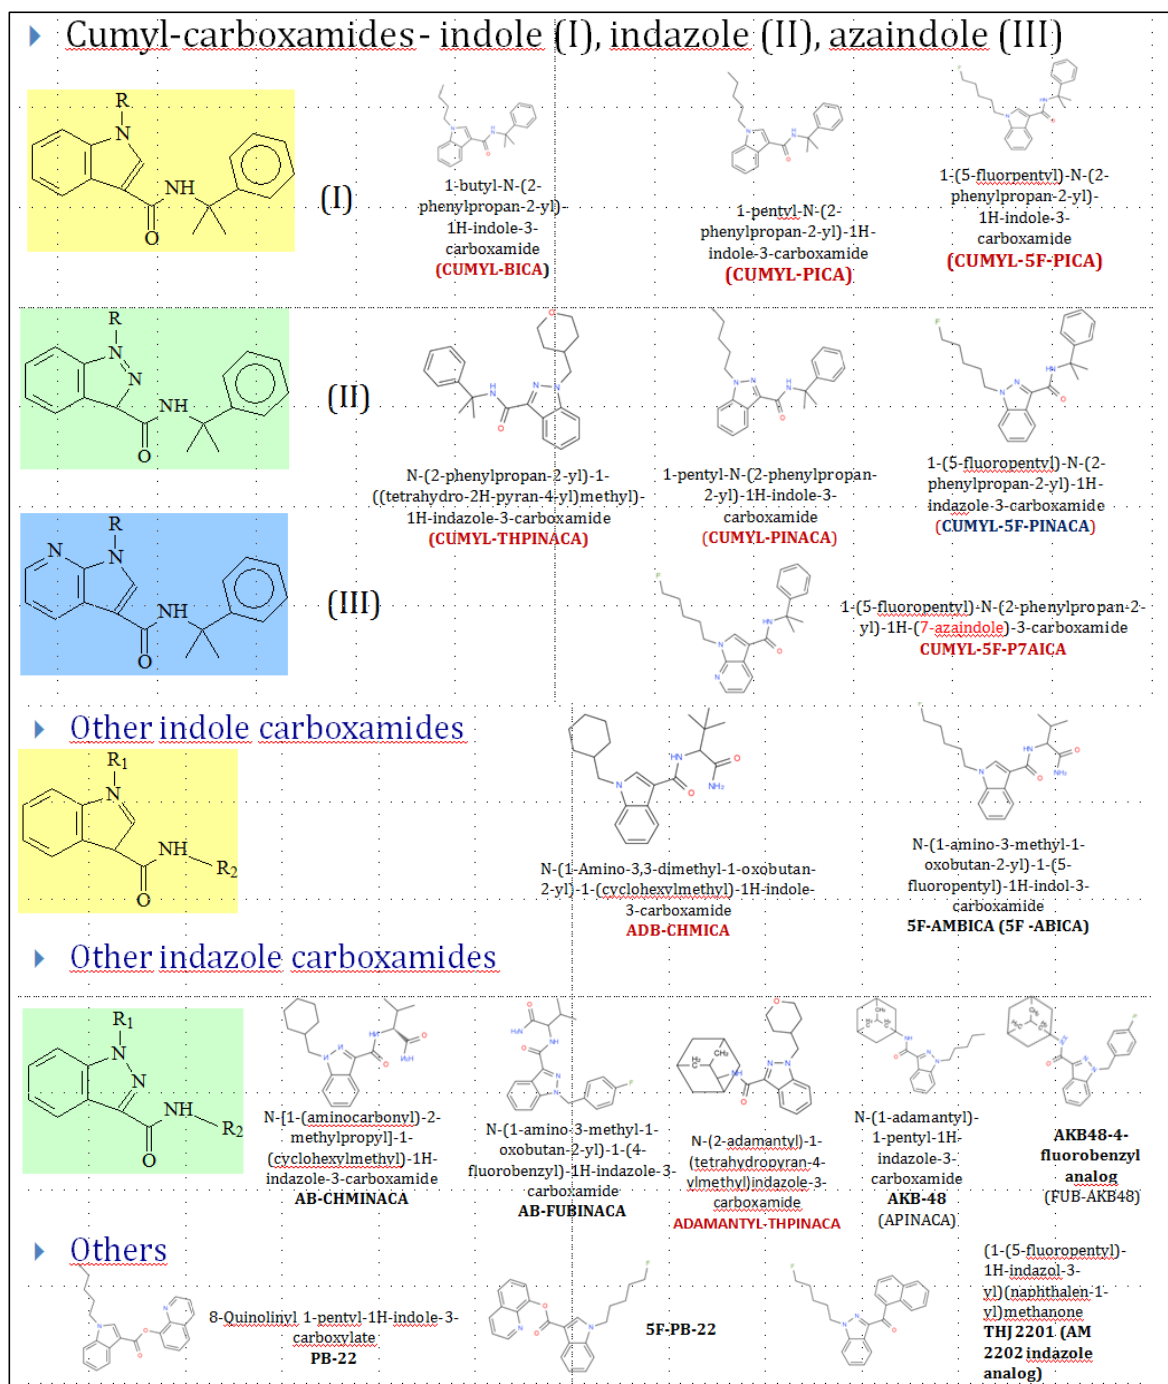 Cumyl-carboxamides - indole (I), indazole (II), azaindole (III)
R
N
NH
O
(I)
1-butyl-N-(2-
phenylpropan-2-yl)-
1H-indole-3-
carboxamide
(CUMYL-BICA)
1-pentyl-N-(2-
phenylpropan-2-yl)-1H-
indole-3-carboxamide
(CUMYL-PICA)
1-(5-fluorpentyl)-N-(2-
phenylpropan-2-yl)-
1H-indole-3-
carboxamide
(CUMYL-5F-PICA)
R
N
N
NH
O
(II)
N-(2-phenylpropan-2-yl)-1-
((tetrahydro-2H-pyran-4-yl)methyl)-
1H-indazole-3-carboxamide
(CUMYL-THPINACA)
1-pentyl-N-(2-phenylpropan-
2-yl)-1H-indole-3-
carboxamide
(CUMYL-PINACA)
1-(5-fluoropentyl)-N-(2-
phenylpropan-2-yl)-1H-
indazole-3-carboxamide
(CUMYL-5F-PINACA)
R
N
N
NH
O
(III)
1-(5-fluoropentyl)-N-(2-phenylpropan-2-
yl)-1H-(7-azaindole)-3-carboxamide
CUMYL-5F-P7AICA
Other indole carboxamides
R1
N
NH
R2
O
N-(1-Amino-3,3-dimethyl-1-oxobutan-
2-yl)-1-(cyclohexylmethyl)-1H-indole-
3-carboxamide
ADB-CHMICA
N-(1-amino-3-methyl-1-
oxobutan-2-yl)-1-(5-
fluoropentyl)-1H-indol-3-
carboxamide
5F-AMBICA (5F -ABICA)
Other indazole carboxamides
R1
N
N
NH
R2
O
N-[1-(aminocarbonyl)-2-
methylpropyl]-1-
(cyclohexylmethyl)-1H-
indazole-3-carboxamide
AB-CHMINACA
N-(1-amino-3-methyl-1-
oxobutan-2-yl)-1-(4-
fluorobenzyl)-1H-indazole-3-
carboxamide
AB-FUBINACA
N-(2-adamantyl)-1-
(tetrahydropyran-4-
ylmethyl)indazole-3-
carboxamide
ADAMANTYL-THPINACA
N-(1-adamantyl)-
1-pentyl-1H-
indazole-3-
carboxamide
AKB-48
(APINACA)
AKB48-4-
fluorobenzyl
analog
(FUB-AKB48)
Others
8-Quinolinyl 1-pentyl-1H-indole-3-
carboxylate
PB-22
5F-PB-22
(1-(5-fluoropentyl)-
1H-indazol-3-
yl)(naphthalen-1-
yl)methanone
THJ 2201 (AM
2202 indazole
analog)